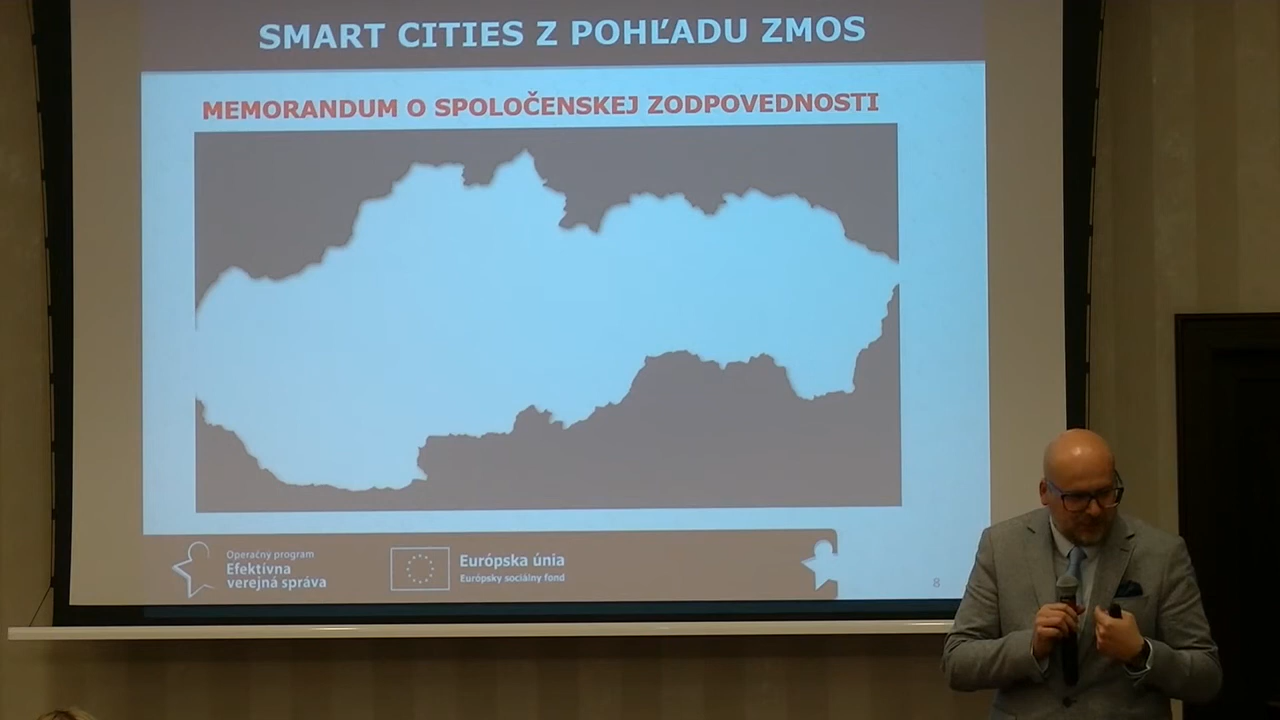 SMART CITIES Z POHĽADU ZMOS
MEMORANDUM O SPOLOČENSKEJ ZODPOVEDNOSTI
Operačný program
Efektívna
verejná správa
Európska únia
Európsky sociálny fond
8